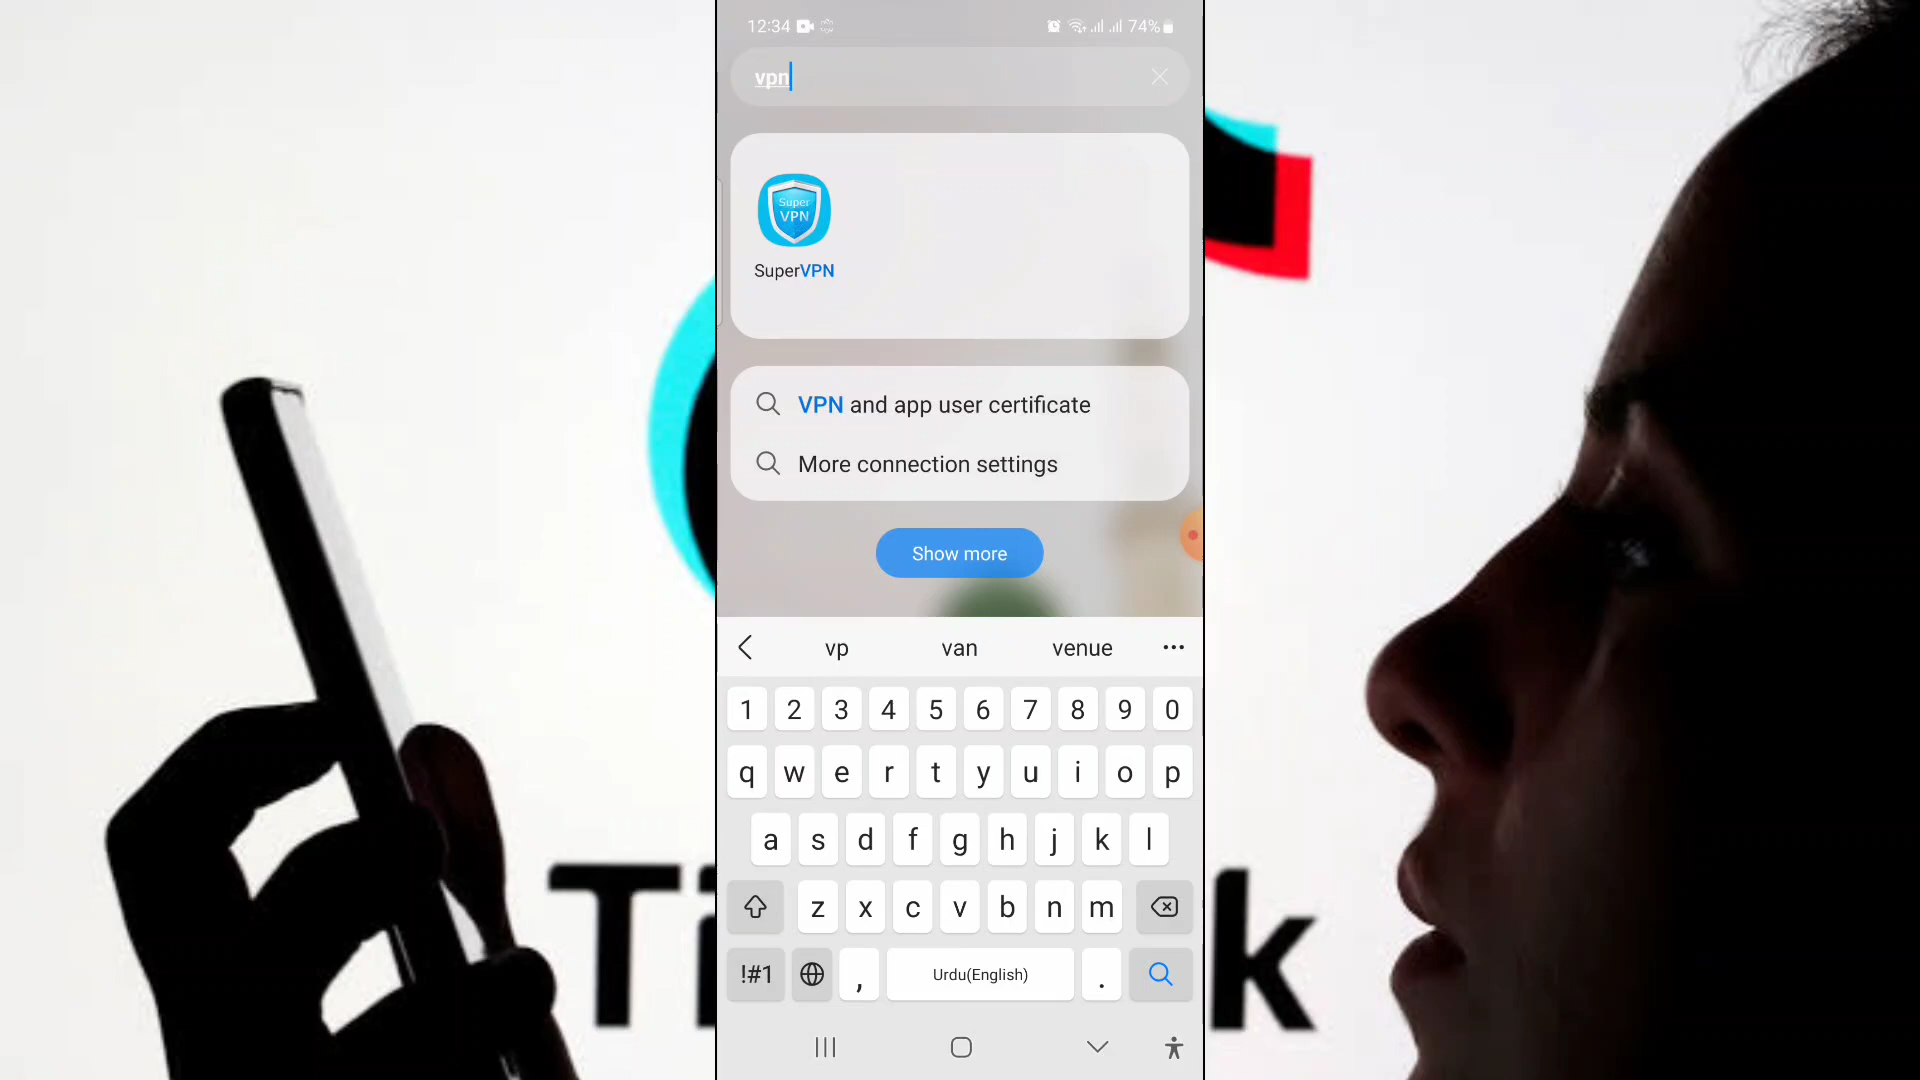 12:34 74%
vpn
Super
VPN
SuperVPN
VPN and app user certificate
More connection settings
Show more
vp van venue
1 2 3 4 5 6 7 8 9 0
q w e r t y u i o p
a s d f g h j k l
z x c v b n m
!#1 , Urdu(English) .
Ti k